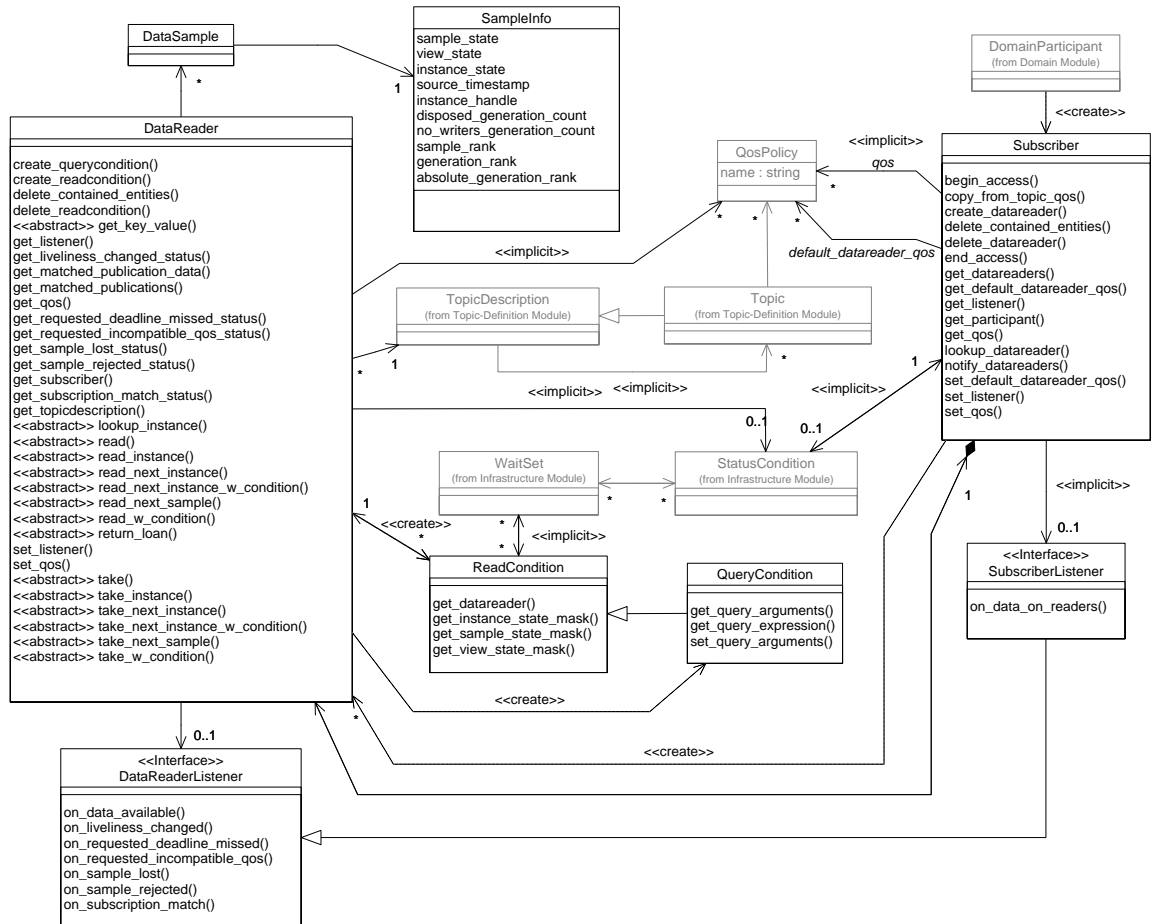 DataSample
*
SampleInfo
sample_state
view_state
instance_state
source_timestamp
instance_handle
disposed_generation_count
no_writers_generation_count
sample_rank
generation_rank
absolute_generation_rank
1
DomainParticipant
(from Domain Module)
<<create>>
DataReader
create_querycondition()
create_readcondition()
delete_contained_entities()
delete_readcondition()
<<abstract>> get_key_value()
get_listener()
get_liveliness_changed_status()
get_matched_publication_data()
get_matched_publications()
get_qos()
get_requested_deadline_missed_status()
get_requested_incompatible_qos_status()
get_sample_lost_status()
get_sample_rejected_status()
get_subscriber()
get_subscription_match_status()
get_topicdescription()
<<abstract>> lookup_instance()
<<abstract>> read()
<<abstract>> read_instance()
<<abstract>> read_next_instance()
<<abstract>> read_next_instance_w_condition()
<<abstract>> read_next_sample()
<<abstract>> read_w_condition()
<<abstract>> return_loan()
set_listener()
set_qos()
<<abstract>> take()
<<abstract>> take_instance()
<<abstract>> take_next_instance()
<<abstract>> take_next_instance_w_condition()
<<abstract>> take_next_sample()
<<abstract>> take_w_condition()
QosPolicy
name : string
<<implicit>>
qos
*
*
*
*
default_datareader_qos
<<implicit>>
Subscriber
begin_access()
copy_from_topic_qos()
create_datareader()
delete_contained_entities()
delete_datareader()
end_access()
get_datareaders()
get_default_datareader_qos()
get_listener()
get_participant()
get_qos()
lookup_datareader()
notify_datareaders()
set_default_datareader_qos()
set_listener()
set_qos()
TopicDescription
(from Topic-Definition Module)
Topic
(from Topic-Definition Module)
*
1
*
<<implicit>>
<<implicit>>
<<implicit>>
1
0..1
0..1
WaitSet
(from Infrastructure Module)
StatusCondition
(from Infrastructure Module)
*
*
1
<<create>>
*
*
*
<<implicit>>
ReadCondition
get_datareader()
get_instance_state_mask()
get_sample_state_mask()
get_view_state_mask()
QueryCondition
get_query_arguments()
get_query_expression()
set_query_arguments()
1
<<implicit>>
0..1
<<Interface>>
SubscriberListener
on_data_on_readers()
<<create>>
*
<<create>>
0..1
<<Interface>>
DataReaderListener
on_data_available()
on_liveliness_changed()
on_requested_deadline_missed()
on_requested_incompatible_qos()
on_sample_lost()
on_sample_rejected()
on_subscription_match()